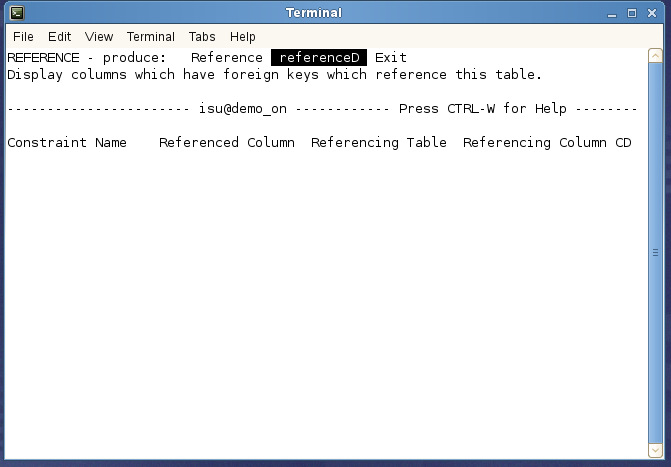 Terminal
File Edit View Terminal Tabs Help
REFERENCE - produce:   Reference  referenceD  Exit
Display columns which have foreign keys which reference this table.
----------------------- isu@demo_on ------------ Press CTRL-W for Help --------
Constraint Name    Referenced Column  Referencing Table  Referencing Column CD